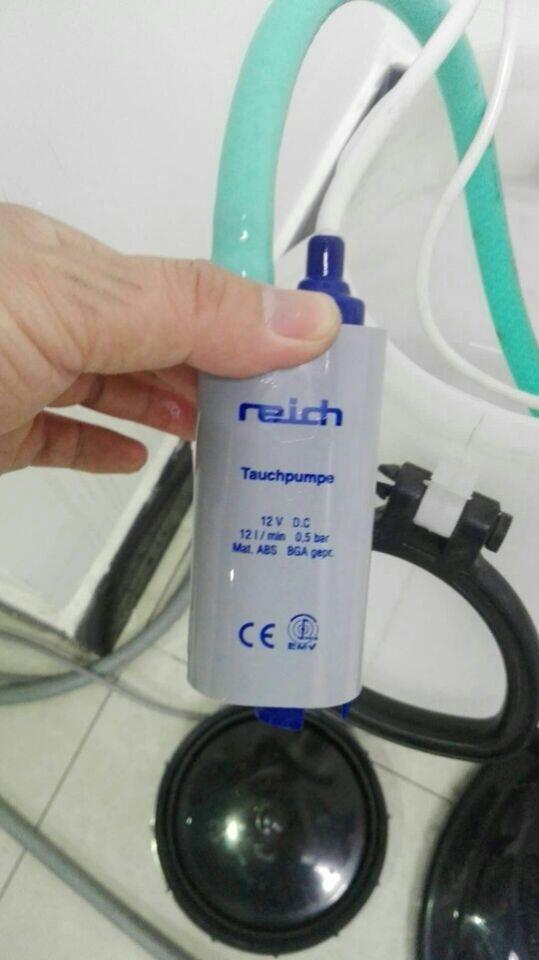 reich
Tauchpumpe
12 V D.C
12 l / min 0,5 bar
Mat. ABS BGA gepr.
CE EMV